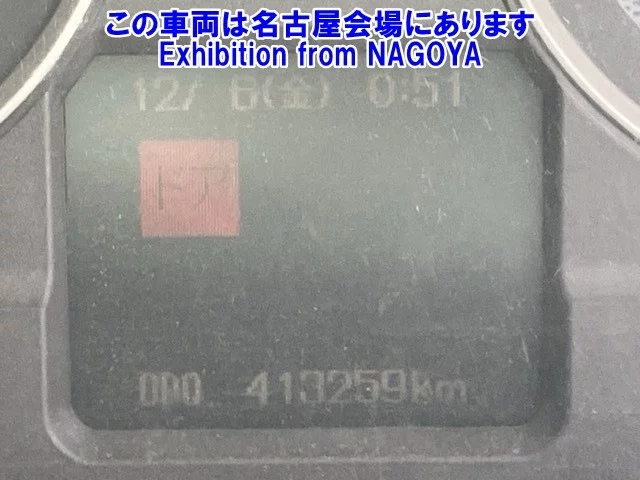 この車両は名古屋会場にあります
Exhibition from NAGOYA
12/ 6(金) 0:51
ドア
ODO 413259km